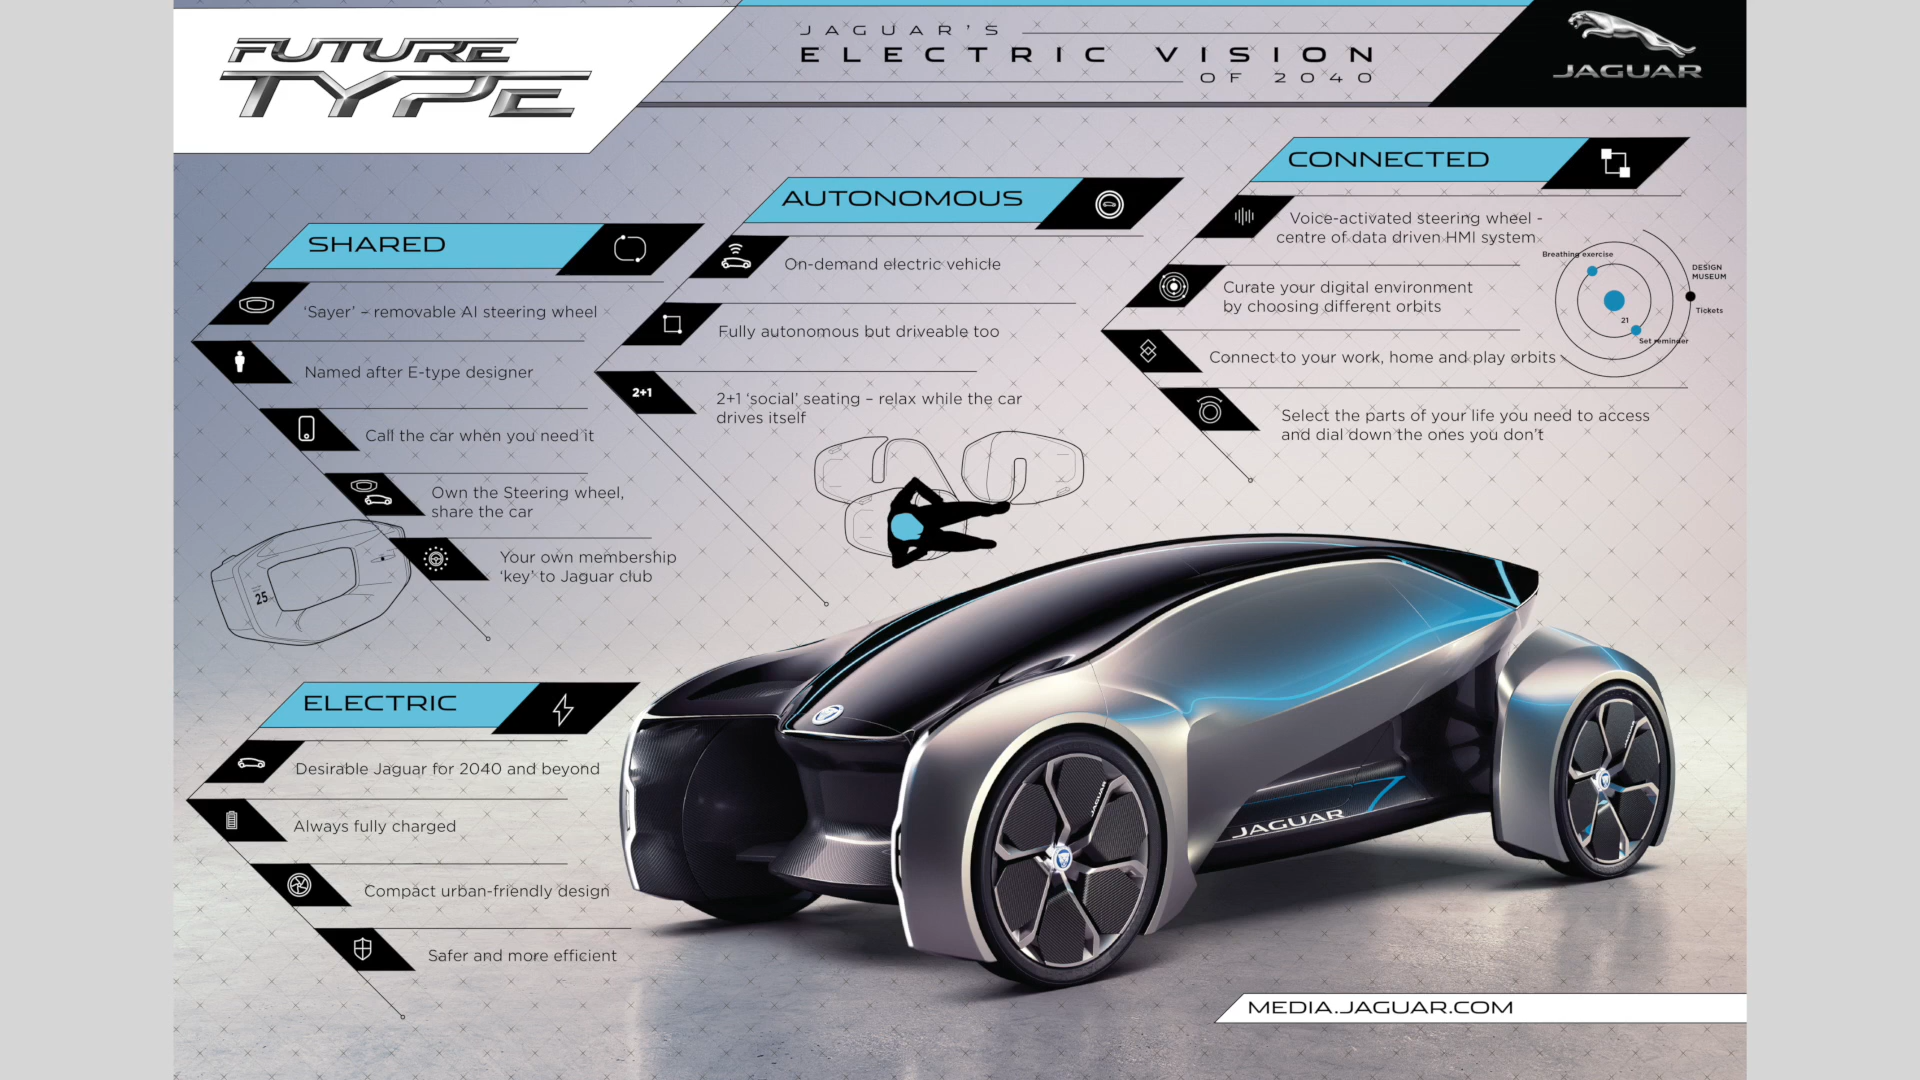 FUTURE
TYPE
JAGUAR'S
ELECTRIC VISION
OF 2040
JAGUAR
SHARED
'Sayer' – removable AI steering wheel
Named after E-type designer
Call the car when you need it
Own the Steering wheel,
share the car
Your own membership
'key' to Jaguar club
25
AUTONOMOUS
On-demand electric vehicle
Fully autonomous but driveable too
2+1
2+1 'social' seating – relax while the car
drives itself
CONNECTED
Voice-activated steering wheel -
centre of data driven HMI system
Curate your digital environment
by choosing different orbits
Connect to your work, home and play orbits
Select the parts of your life you need to access
and dial down the ones you don't
Breathing exercise
DESIGN
MUSEUM
Tickets
21
Set reminder
ELECTRIC
Desirable Jaguar for 2040 and beyond
Always fully charged
Compact urban-friendly design
Safer and more efficient
JAGUAR
JAGUAR
JAGUAR
MEDIA.JAGUAR.COM